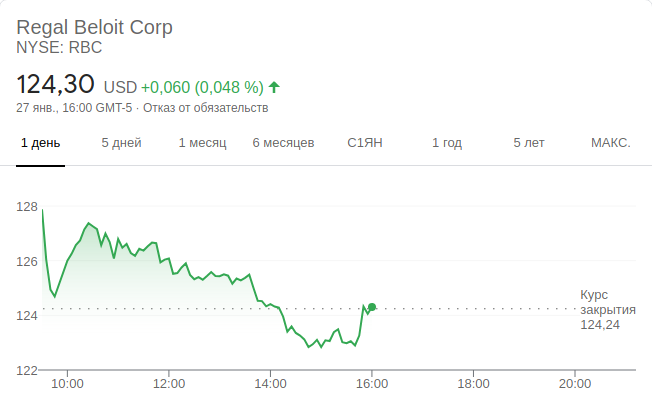 Regal Beloit Corp
NYSE: RBC
124,30 USD +0,060 (0,048 %)
27 янв., 16:00 GMT-5 · Отказ от обязательств
1 день 5 дней 1 месяц 6 месяцев С1ЯН 1 год 5 лет МАКС.
128
126
124
122
Курс
закрытия
124,24
10:00 12:00 14:00 16:00 18:00 20:00